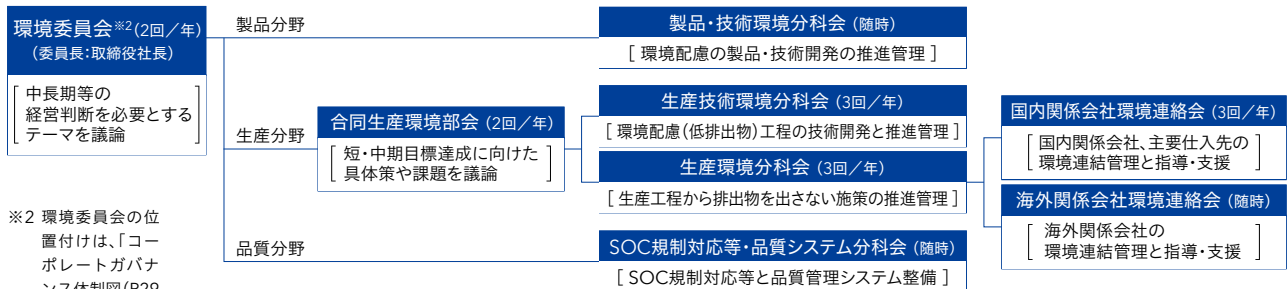 環境委員会※2(2回／年)
(委員長:取締役社長)
[ 中長期等の
経営判断を必要とする
テーマを議論 ]
※2 環境委員会の位
置付けは、「コー
ポレートガバナ
ンス体制図(P29
製品分野
製品・技術環境分科会 (随時)
[ 環境配慮の製品・技術開発の推進管理 ]
生産分野
合同生産環境部会 (2回／年)
[ 短・中期目標達成に向けた
具体策や課題を議論 ]
生産技術環境分科会 (3回／年)
[ 環境配慮(低排出物)工程の技術開発と推進管理 ]
生産環境分科会 (3回／年)
[ 生産工程から排出物を出さない施策の推進管理 ]
国内関係会社環境連絡会 (3回／年)
[ 国内関係会社、主要仕入先の
環境連結管理と指導・支援 ]
海外関係会社環境連絡会 (随時)
[ 海外関係会社の
環境連結管理と指導・支援 ]
品質分野
SOC規制対応等・品質システム分科会 (随時)
[ SOC規制対応等と品質管理システム整備 ]